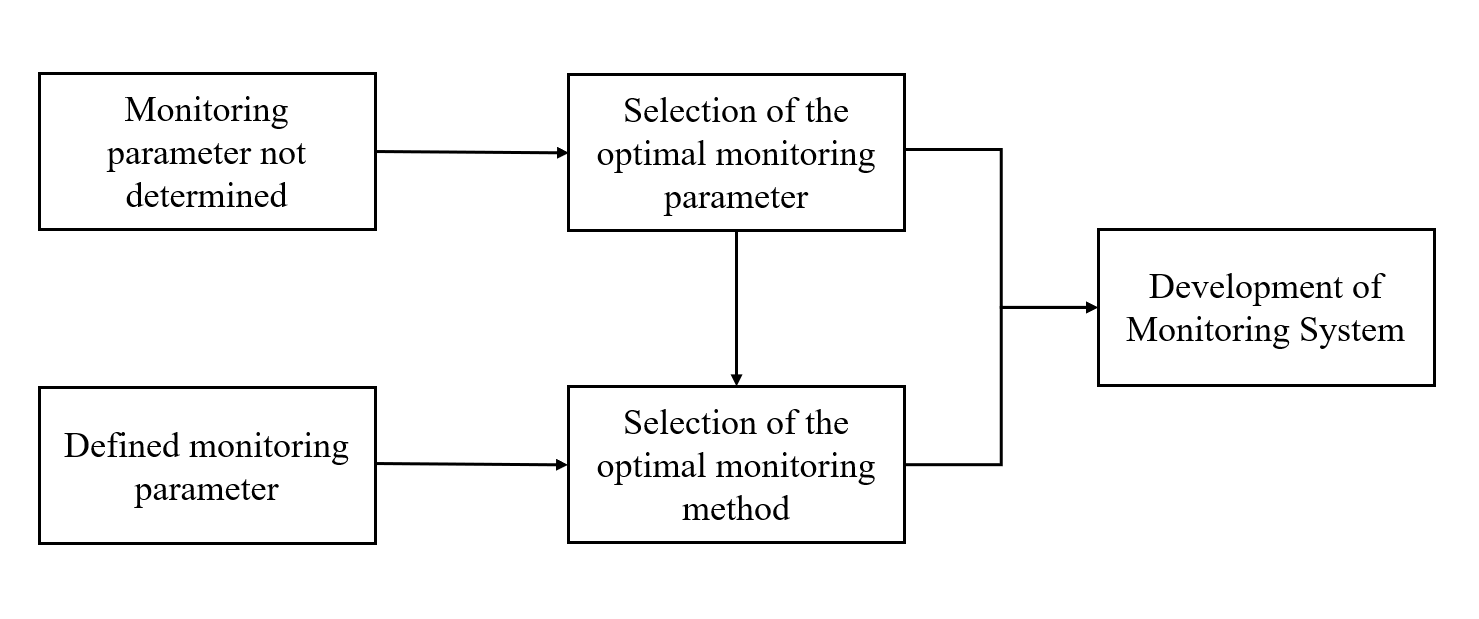 Monitoring
parameter not
determined
Selection of the
optimal monitoring
parameter
Development of
Monitoring System
Defined monitoring
parameter
Selection of the
optimal monitoring
method